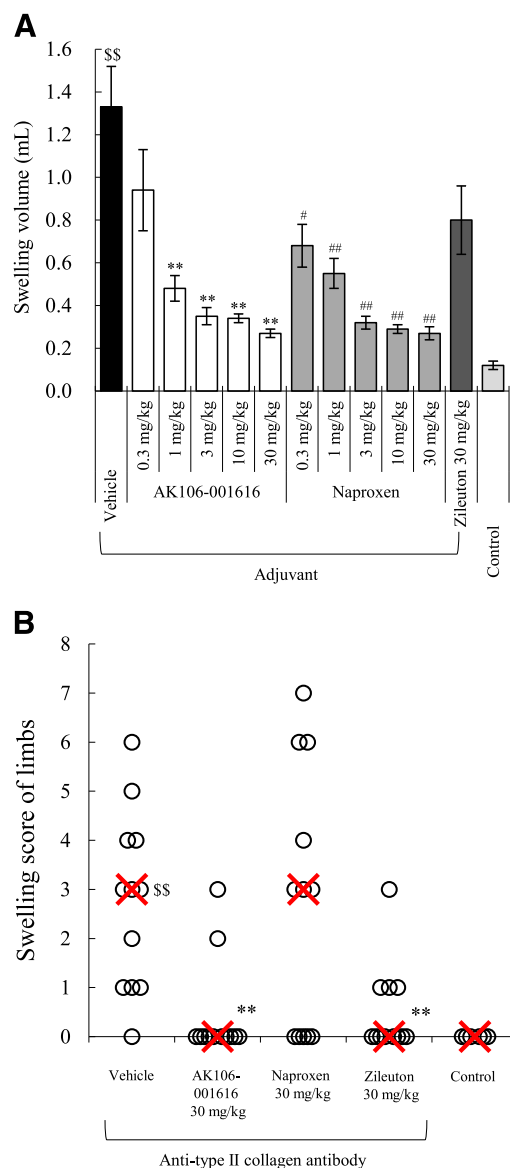 A
$$
1.6
1.4
1.2
1.0
0.8
0.6
0.4
0.2
0.0
Swelling volume (mL)
** ** ** **
# ## ## ## ##
Vehicle
0.3 mg/kg
1 mg/kg
3 mg/kg
10 mg/kg
30 mg/kg
AK106-001616
0.3 mg/kg
1 mg/kg
3 mg/kg
10 mg/kg
30 mg/kg
Naproxen
Zileuton 30 mg/kg
Control
Adjuvant
B
8
7
6
5
4
3
2
1
0
Swelling score of limbs
$$
**
**
Vehicle
AK106-
001616
30 mg/kg
Naproxen
30 mg/kg
Zileuton
30 mg/kg
Control
Anti-type II collagen antibody